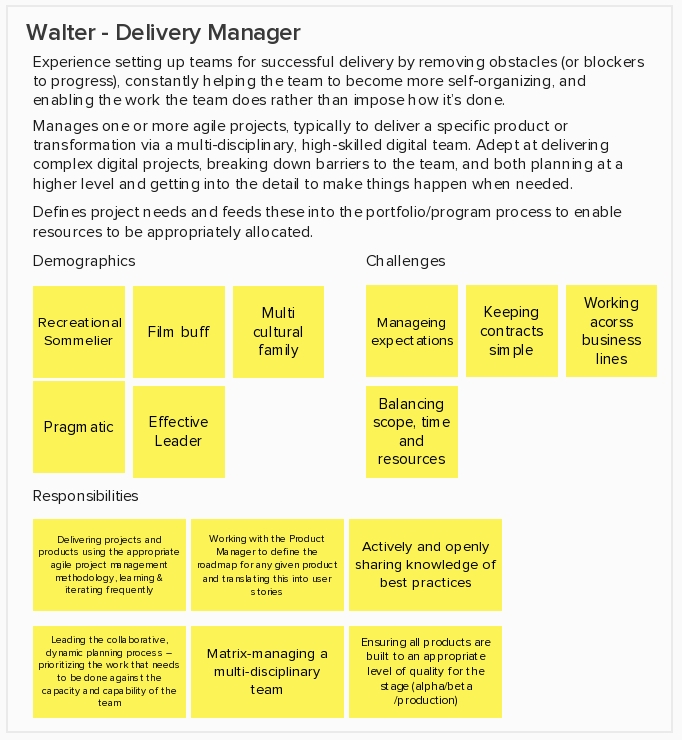 Walter - Delivery Manager
Experience setting up teams for successful delivery by removing obstacles (or blockers
to progress), constantly helping the team to become more self-organizing, and
enabling the work the team does rather than impose how it's done.
Manages one or more agile projects, typically to deliver a specific product or
transformation via a multi-disciplinary, high-skilled digital team. Adept at delivering
complex digital projects, breaking down barriers to the team, and both planning at a
higher level and getting into the detail to make things happen when needed.
Defines project needs and feeds these into the portfolio/program process to enable
resources to be appropriately allocated.
Demographics
Recreational
Sommelier
Film buff
Multi
cultural
family
Pragmatic
Effective
Leader
Challenges
Manageing
expectations
Keeping
contracts
simple
Working
acorss
business
lines
Balancing
scope, time
and
resources
Responsibilities
Delivering projects and
products using the appropriate
agile project management
methodology, learning &
iterating frequently
Working with the Product
Manager to define the
roadmap for any given product
and translating this into user
stories
Actively and openly
sharing knowledge of
best practices
Leading the collaborative,
dynamic planning process –
prioritizing the work that needs
to be done against the
capacity and capability of the
team
Matrix-managing a
multi-disciplinary
team
Ensuring all products are
built to an appropriate
level of quality for the
stage (alpha/beta
/production)